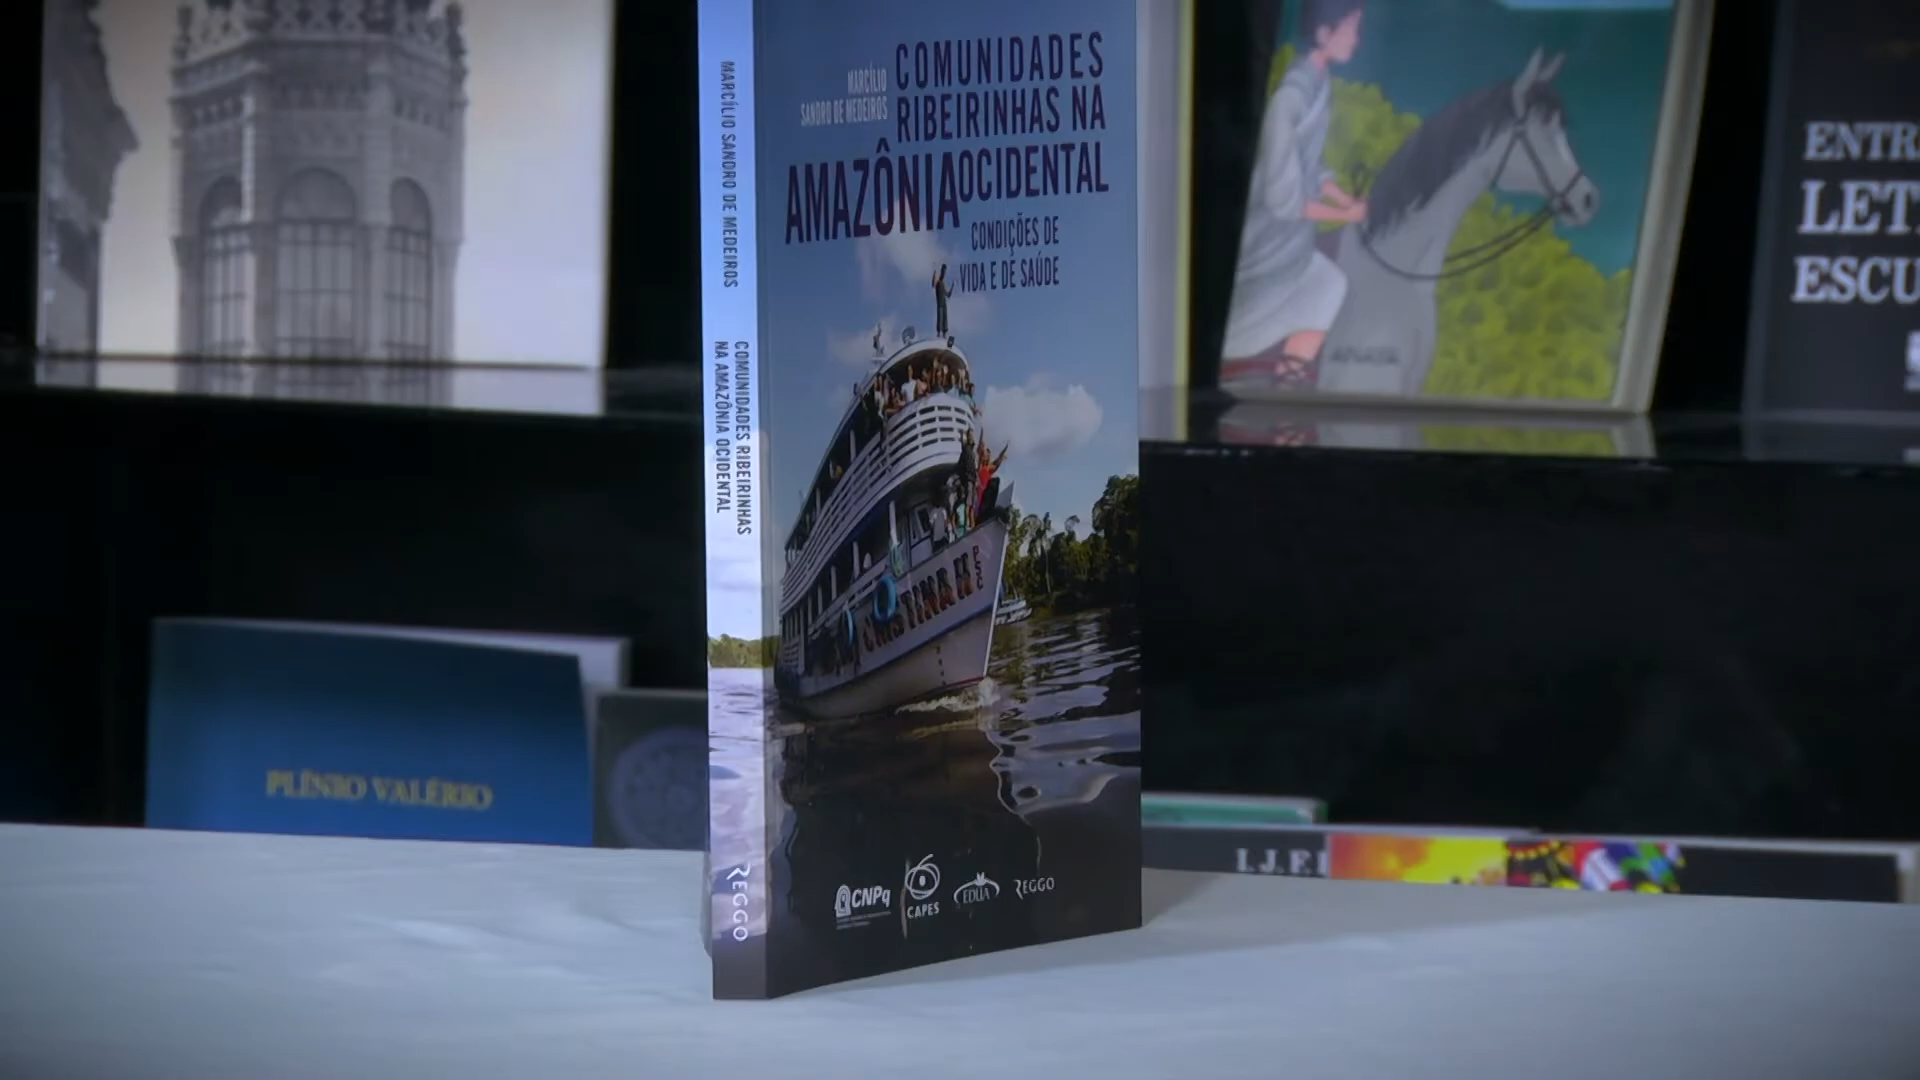 MARCÍLIO
SANDRO DE MEDEIROS
COMUNIDADES
RIBEIRINHAS NA
AMAZÔNIA OCIDENTAL
CONDIÇÕES DE
VIDA E DE SAÚDE
MARCÍLIO SANDRO DE MEDEIROS
COMUNIDADES RIBEIRINHAS
NA AMAZÔNIA OCIDENTAL
REGGO
CNPq
CAPES
EDUA
REGGO
PLÍNIO VALÉRIO
ENTR
LET
ESCU
I.J.F.